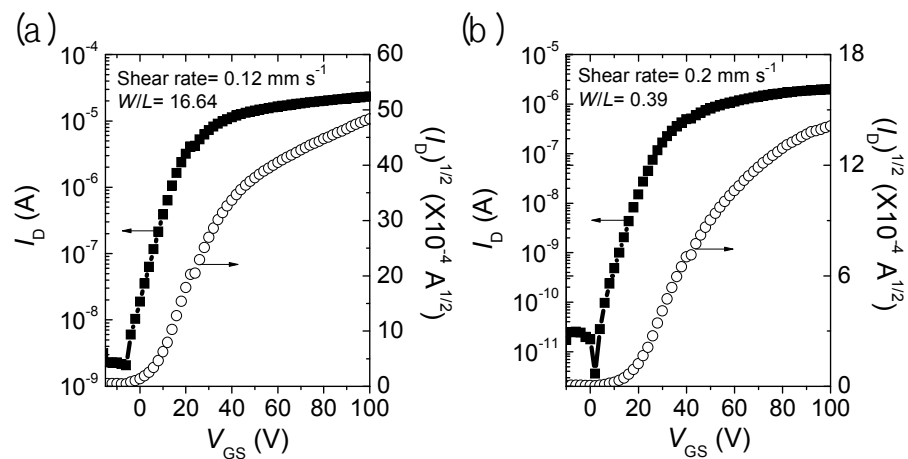 (a)
Shear rate= 0.12 mm s⁻¹
W/L= 16.64
10⁻⁴
10⁻⁵
10⁻⁶
10⁻⁷
10⁻⁸
10⁻⁹
I_D (A)
60
50
40
30
20
10
0
(I_D)^1/2 (X10⁻⁴ A^1/2)
0 20 40 60 80 100
V_GS (V)
(b)
Shear rate= 0.2 mm s⁻¹
W/L= 0.39
10⁻⁵
10⁻⁶
10⁻⁷
10⁻⁸
10⁻⁹
10⁻¹⁰
10⁻¹¹
I_D (A)
18
12
6
0
(I_D)^1/2 (X10⁻⁴ A^1/2)
0 20 40 60 80 100
V_GS (V)